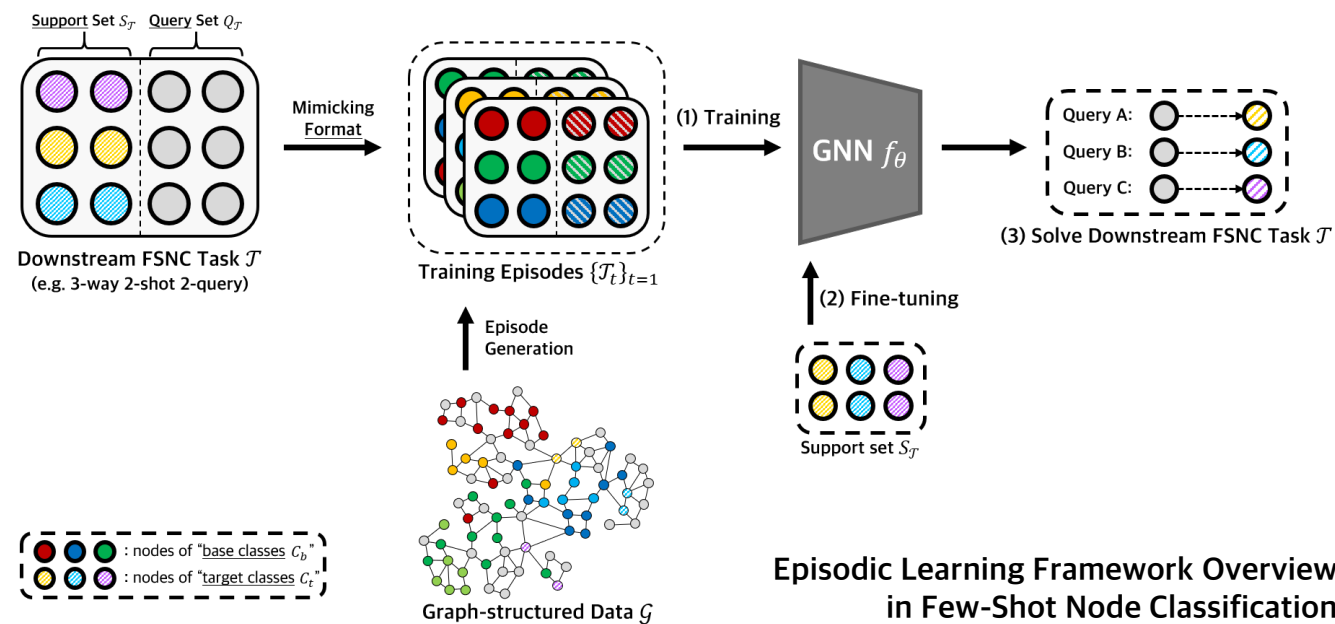 Support Set S_𝒯
Query Set Q_𝒯
Downstream FSNC Task 𝒯
(e.g. 3-way 2-shot 2-query)
Mimicking
Format
Training Episodes {𝒯_t}_{t=1}
Episode
Generation
Graph-structured Data 𝒢
(1) Training
GNN f_θ
(2) Fine-tuning
Support set S_𝒯
Query A:
Query B:
Query C:
(3) Solve Downstream FSNC Task 𝒯
: nodes of “base classes C_b”
: nodes of “target classes C_t”
Episodic Learning Framework Overview
in Few-Shot Node Classification